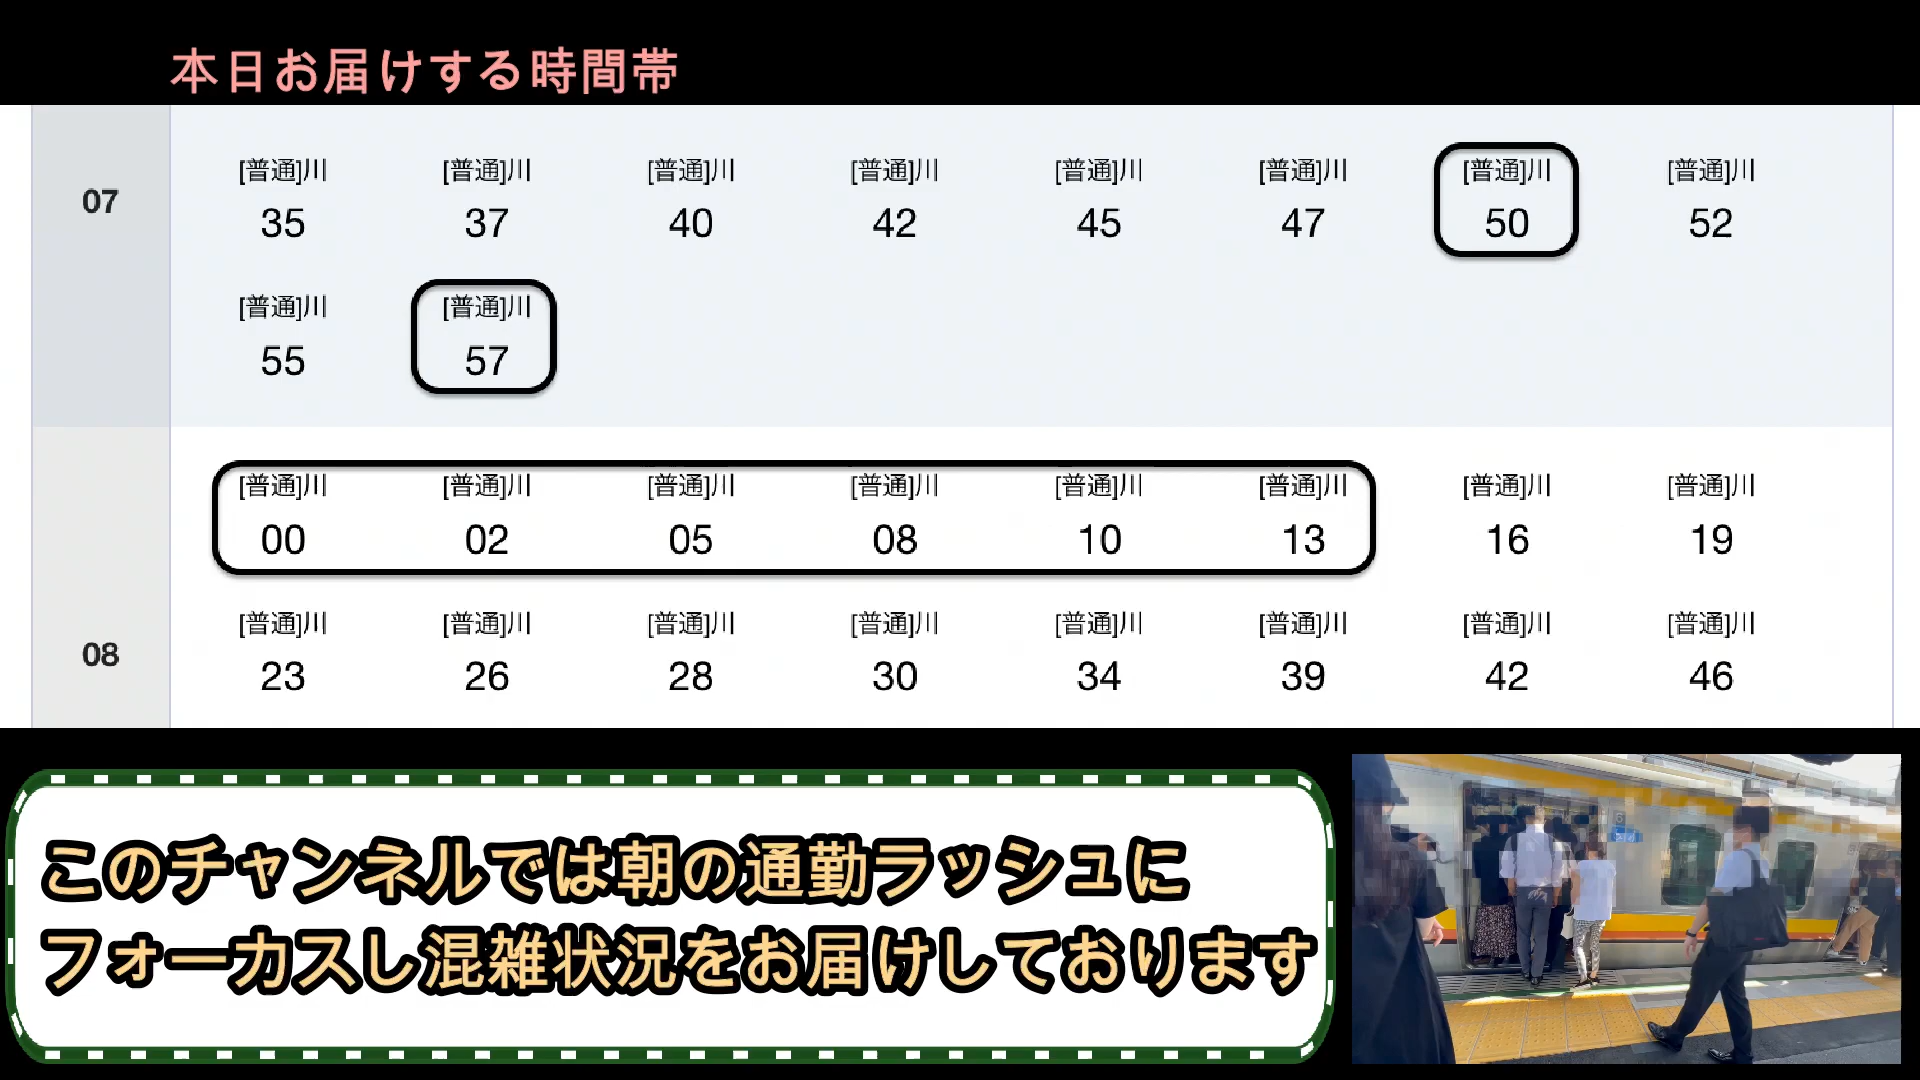 本日お届けする時間帯
07
[普通]川 [普通]川 [普通]川 [普通]川 [普通]川 [普通]川 [普通]川 [普通]川
35 37 40 42 45 47 50 52
[普通]川 [普通]川
55 57
08
[普通]川 [普通]川 [普通]川 [普通]川 [普通]川 [普通]川 [普通]川 [普通]川
00 02 05 08 10 13 16 19
[普通]川 [普通]川 [普通]川 [普通]川 [普通]川 [普通]川 [普通]川 [普通]川
23 26 28 30 34 39 42 46
このチャンネルでは朝の通勤ラッシュに
フォーカスし混雑状況をお届けしております